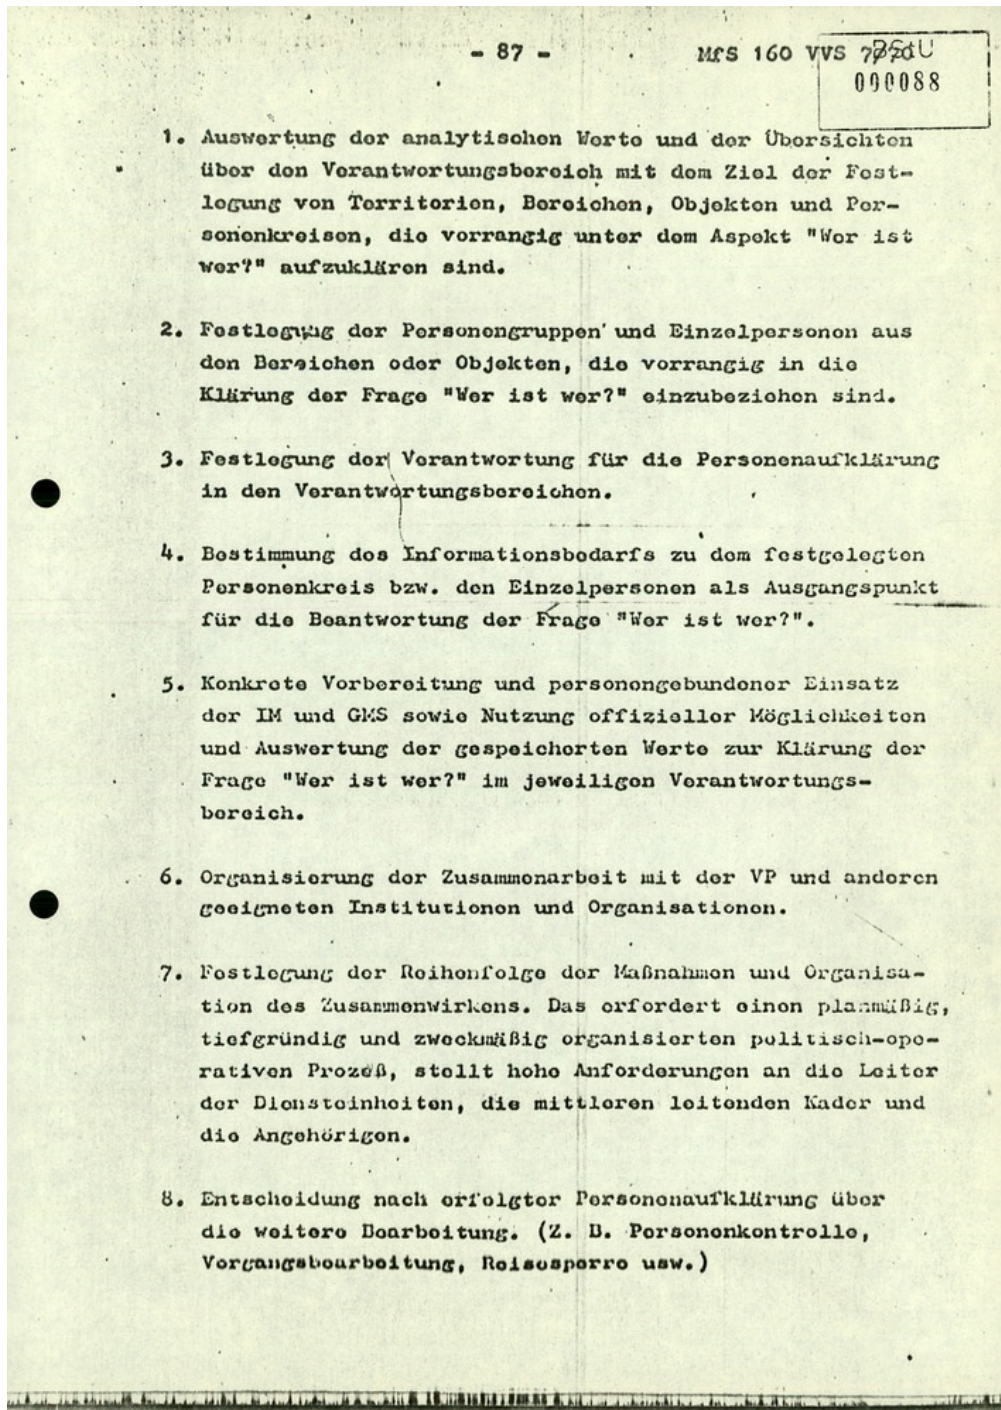 - 87 -
MfS 160 VVS
BStU
000088
1. Auswertung der analytischen Werte und der Übersichten
über den Verantwortungsbereich mit dem Ziel der Fest-
legung von Territorien, Bereichen, Objekten und Per-
sonenkreisen, die vorrangig unter dem Aspekt "Wer ist
wer?" aufzuklären sind.
2. Festlegung der Personengruppen und Einzelpersonen aus
den Bereichen oder Objekten, die vorrangig in die
Klärung der Frage "Wer ist wer?" einzubeziehen sind.
3. Festlegung der Verantwortung für die Personenaufklärung
in den Verantwortungsbereichen.
4. Bestimmung des Informationsbedarfs zu dem festgelegten
Personenkreis bzw. den Einzelpersonen als Ausgangspunkt
für die Beantwortung der Frage "Wer ist wer?".
5. Konkrete Vorbereitung und personengebundener Einsatz
der IM und GMS sowie Nutzung offizieller Möglichkeiten
und Auswertung der gespeicherten Werte zur Klärung der
Frage "Wer ist wer?" im jeweiligen Verantwortungs-
bereich.
6. Organisierung der Zusammenarbeit mit der VP und anderen
geeigneten Institutionen und Organisationen.
7. Festlegung der Reihenfolge der Maßnahmen und Organisa-
tion des Zusammenwirkens. Das erfordert einen planmäßig,
tiefgründig und zweckmäßig organisierten politisch-ope-
rativen Prozeß, stellt hohe Anforderungen an die Leiter
der Diensteinheiten, die mittleren leitenden Kader und
die Angehörigen.
8. Entscheidung nach erfolgter Personenaufklärung über
die weitere Bearbeitung. (Z. B. Personenkontrolle,
Vorgangsbearbeitung, Reisesperre usw.)